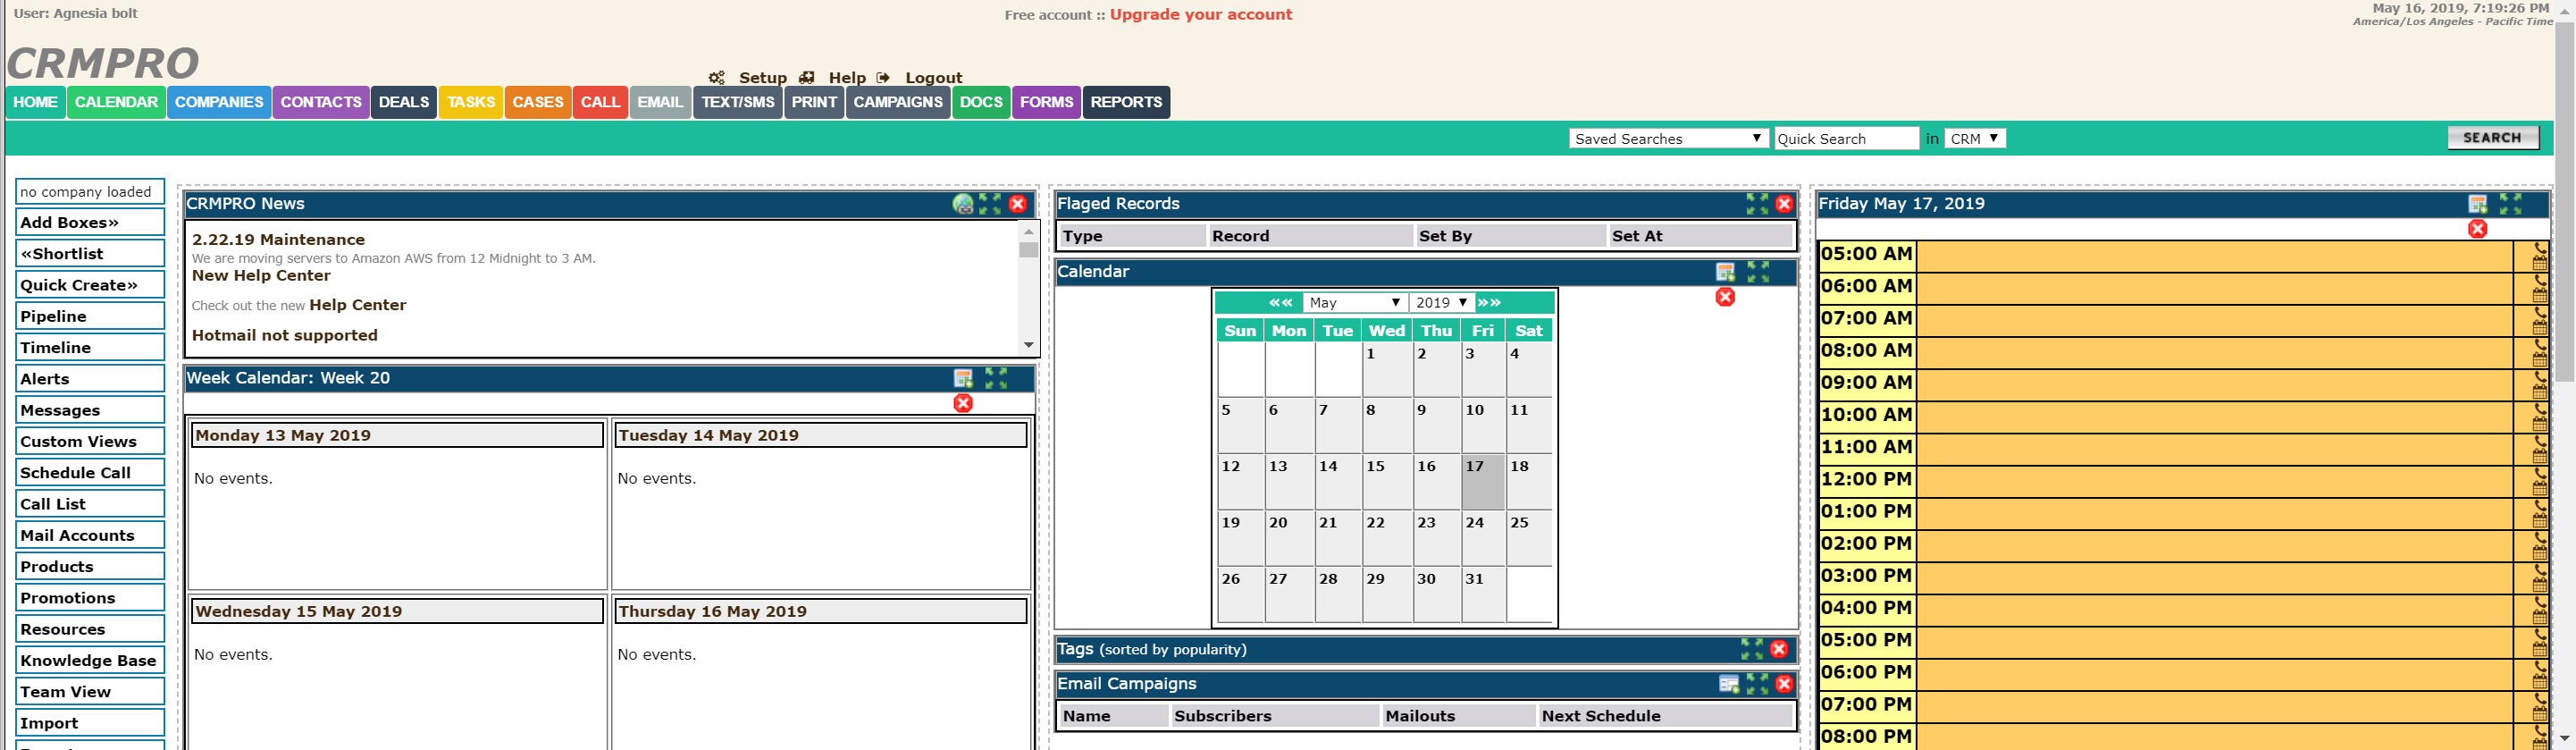 User: Agnesia bolt
Free account :: Upgrade your account
May 16, 2019, 7:19:26 PM
America/Los Angeles - Pacific Time
CRMPRO
Setup Help Logout
HOME CALENDAR COMPANIES CONTACTS DEALS TASKS CASES CALL EMAIL TEXT/SMS PRINT CAMPAIGNS DOCS FORMS REPORTS
Saved Searches Quick Search in CRM SEARCH
no company loaded
Add Boxes»
«Shortlist
Quick Create»
Pipeline
Timeline
Alerts
Messages
Custom Views
Schedule Call
Call List
Mail Accounts
Products
Promotions
Resources
Knowledge Base
Team View
Import
CRMPRO News
2.22.19 Maintenance
We are moving servers to Amazon AWS from 12 Midnight to 3 AM.
New Help Center
Check out the new Help Center
Hotmail not supported
Week Calendar: Week 20
Monday 13 May 2019
No events.
Tuesday 14 May 2019
No events.
Wednesday 15 May 2019
No events.
Thursday 16 May 2019
No events.
Flaged Records
Type Record Set By Set At
Calendar
«« May 2019 »»
Sun Mon Tue Wed Thu Fri Sat
1 2 3 4
5 6 7 8 9 10 11
12 13 14 15 16 17 18
19 20 21 22 23 24 25
26 27 28 29 30 31
Tags (sorted by popularity)
Email Campaigns
Name Subscribers Mailouts Next Schedule
Friday May 17, 2019
05:00 AM
06:00 AM
07:00 AM
08:00 AM
09:00 AM
10:00 AM
11:00 AM
12:00 PM
01:00 PM
02:00 PM
03:00 PM
04:00 PM
05:00 PM
06:00 PM
07:00 PM
08:00 PM